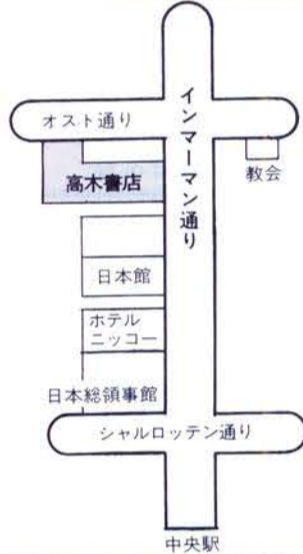 インマーマン通り
オスト通り
教会
高木書店
日本館
ホテル
ニッコー
日本総領事館
シャルロッテン通り
中央駅